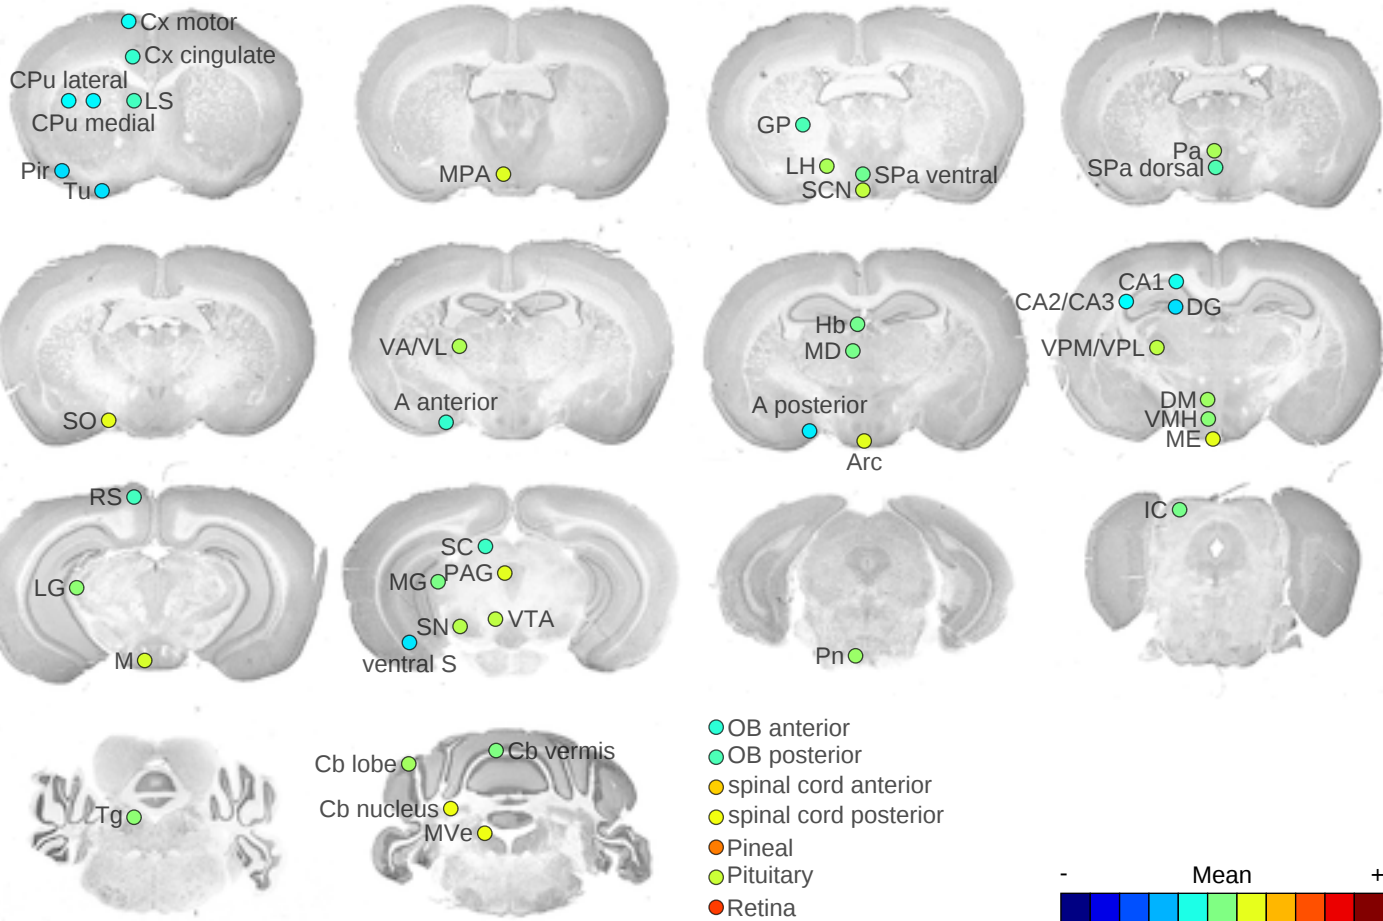 Cx motor
Cx cingulate
CPu lateral
LS
CPu medial
Pir
Tu
MPA
GP
LH
SPa ventral
SCN
Pa
SPa dorsal
SO
VA/VL
A anterior
Hb
MD
A posterior
Arc
CA1
CA2/CA3
DG
VPM/VPL
DM
VMH
ME
RS
LG
M
SC
PAG
MG
VTA
SN
ventral S
Pn
IC
Tg
Cb vermis
Cb lobe
Cb nucleus
MVe
OB anterior
OB posterior
spinal cord anterior
spinal cord posterior
Pineal
Pituitary
Retina
- Mean +